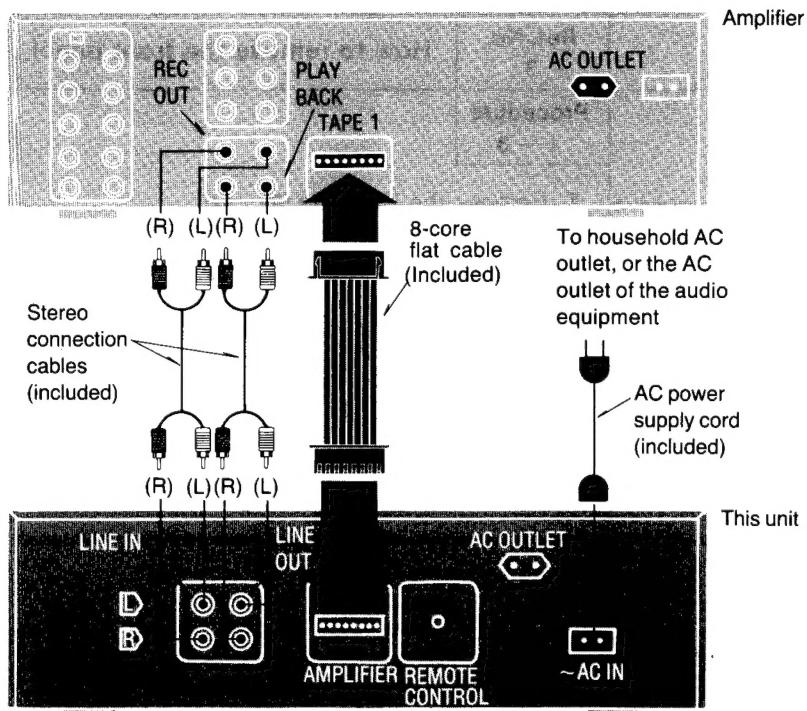 Amplifier
REC
OUT
PLAY
BACK
TAPE 1
AC OUTLET
(R) (L) (R) (L)
8-core
flat cable
(Included)
To household AC
outlet, or the AC
outlet of the audio
equipment
Stereo
connection
cables
(included)
AC power
supply cord
(included)
(R) (L) (R) (L)
This unit
LINE IN
LINE
OUT
AC OUTLET
L
R
AMPLIFIER
REMOTE
CONTROL
~AC IN